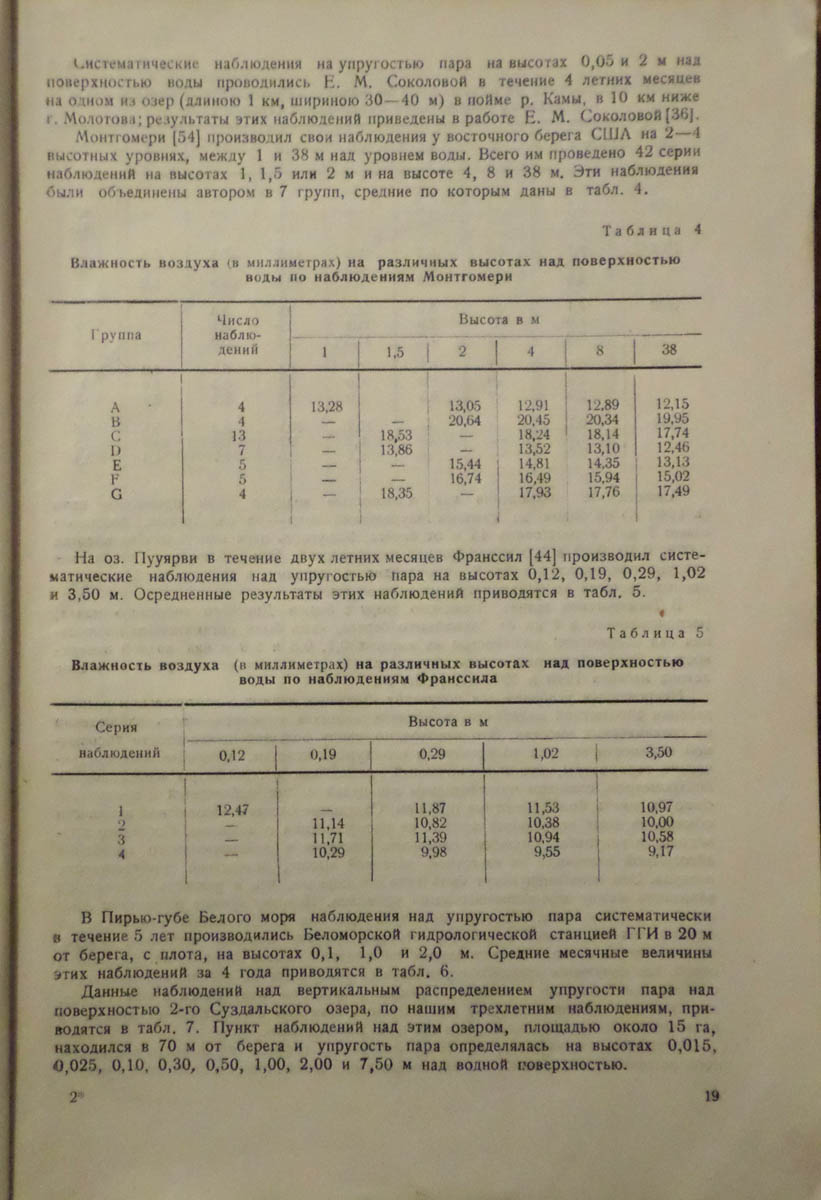 Систематические наблюдения на упругостью пара на высотах 0,05 и 2 м над
поверхностью воды проводились Е. М. Соколовой в течение 4 летних месяцев
на одном из озер (длиною 1 км, шириною 30—40 м) в пойме р. Камы, в 10 км ниже
г. Молотова; результаты этих наблюдений приведены в работе Е. М. Соколовой [36].
Монтгомери [54] производил свои наблюдения у восточного берега США на 2—4
высотных уровнях, между 1 и 38 м над уровнем воды. Всего им проведено 42 серии
наблюдений на высотах 1, 1,5 или 2 м и на высоте 4, 8 и 38 м. Эти наблюдения
были объединены автором в 7 групп, средние по которым даны в табл. 4.
Таблица 4
Влажность воздуха (в миллиметрах) на различных высотах над поверхностью
воды по наблюдениям Монтгомери
Группа
Число
наблю-
дений
Высота в м
1 1,5 2 4 8 38
A 4 13,28 13,05 12,91 12.89 12,15
B 4 — — 20,64 20,45 20,34 19,95
C 13 — 18,53 — 18,24 18,14 17,74
D 7 — 13,86 — 13,52 13,10 12,46
E 5 — — 15,44 14,81 14,35 13,13
F 5 — — 16,74 16,49 15,94 15,02
G 4 — 18,35 — 17,93 17,76 17,49
На оз. Пууярви в течение двух летних месяцев Франссил [44] производил систе-
матические наблюдения над упругостью пара на высотах 0,12, 0,19, 0,29, 1,02
и 3,50 м. Осредненные результаты этих наблюдений приводятся в табл. 5.
Таблица 5
Влажность воздуха (в миллиметрах) на различных высотах над поверхностью
воды по наблюдениям Франссила
Серия
наблюдений
Высота в м
0,12 0,19 0,29 1,02 3,50
1 12,47 — 11,87 11,53 10,97
2 — 11,14 10,82 10,38 10,00
3 — 11,71 11,39 10,94 10,58
4 — 10,29 9,98 9,55 9,17
В Пирью-губе Белого моря наблюдения над упругостью пара систематически
в течение 5 лет производились Беломорской гидрологической станцией ГГИ в 20 м
от берега, с плота, на высотах 0,1, 1,0 и 2,0 м. Средние месячные величины
этих наблюдений за 4 года приводятся в табл. 6.
Данные наблюдений над вертикальным распределением упругости пара над
поверхностью 2-го Суздальского озера, по нашим трехлетним наблюдениям, при-
водятся в табл. 7. Пункт наблюдений над этим озером, площадью около 15 га,
находился в 70 м от берега и упругость пара определялась на высотах 0,015,
0,025, 0,10, 0,30, 0,50, 1,00, 2,00 и 7,50 м над водной поверхностью.
2*
19